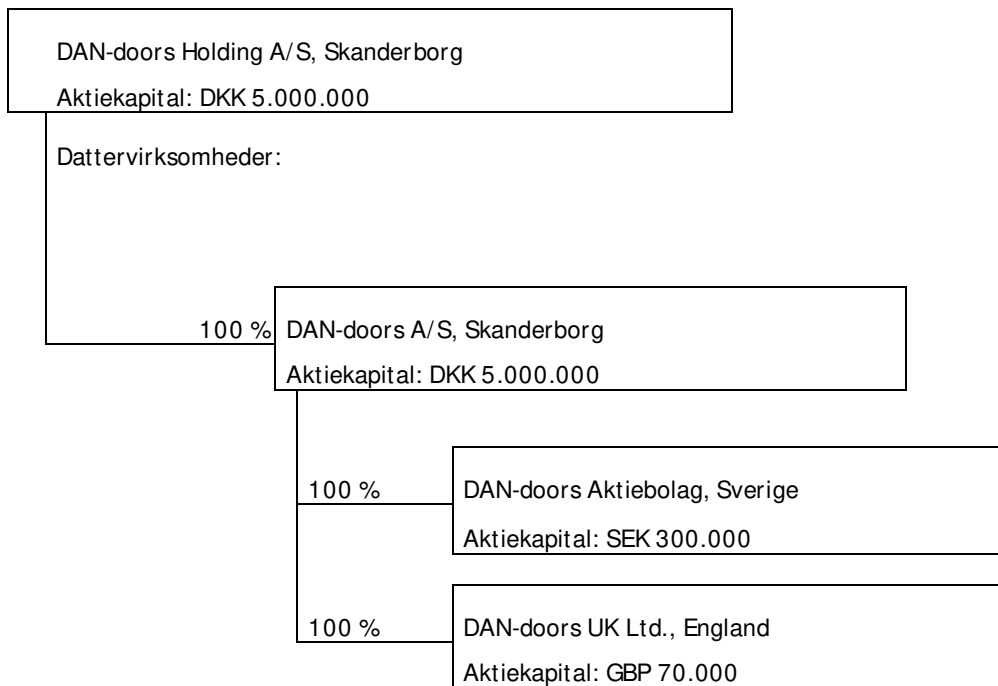 DAN-doors Holding A/S, Skanderborg
Aktiekapital: DKK 5.000.000
Dattervirksomheder:
100 % DAN-doors A/S, Skanderborg
Aktiekapital: DKK 5.000.000
100 % DAN-doors Aktiebolag, Sverige
Aktiekapital: SEK 300.000
100 % DAN-doors UK Ltd., England
Aktiekapital: GBP 70.000